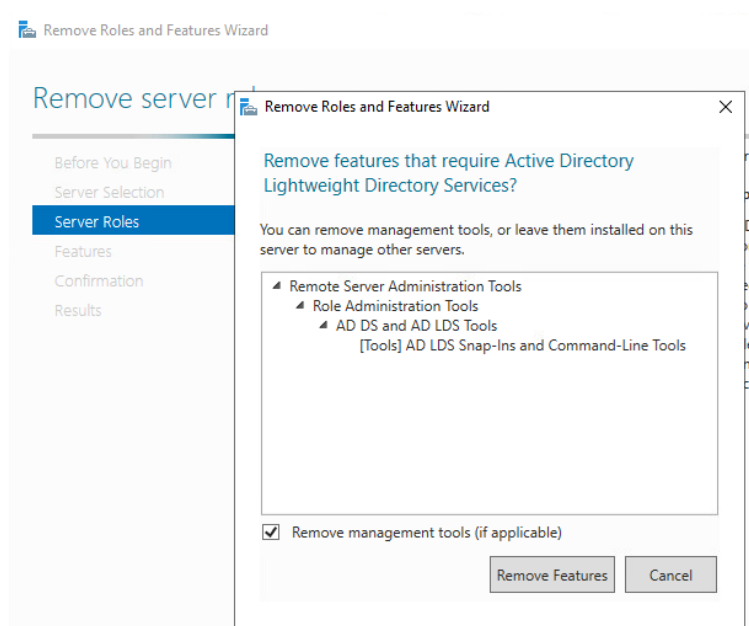 Remove Roles and Features Wizard
Remove server
Remove Roles and Features Wizard
Before You Begin
Server Selection
Server Roles
Features
Confirmation
Results
Remove features that require Active Directory
Lightweight Directory Services?
You can remove management tools, or leave them installed on this
server to manage other servers.
Remote Server Administration Tools
Role Administration Tools
AD DS and AD LDS Tools
[Tools] AD LDS Snap-Ins and Command-Line Tools
Remove management tools (if applicable)
Remove Features
Cancel